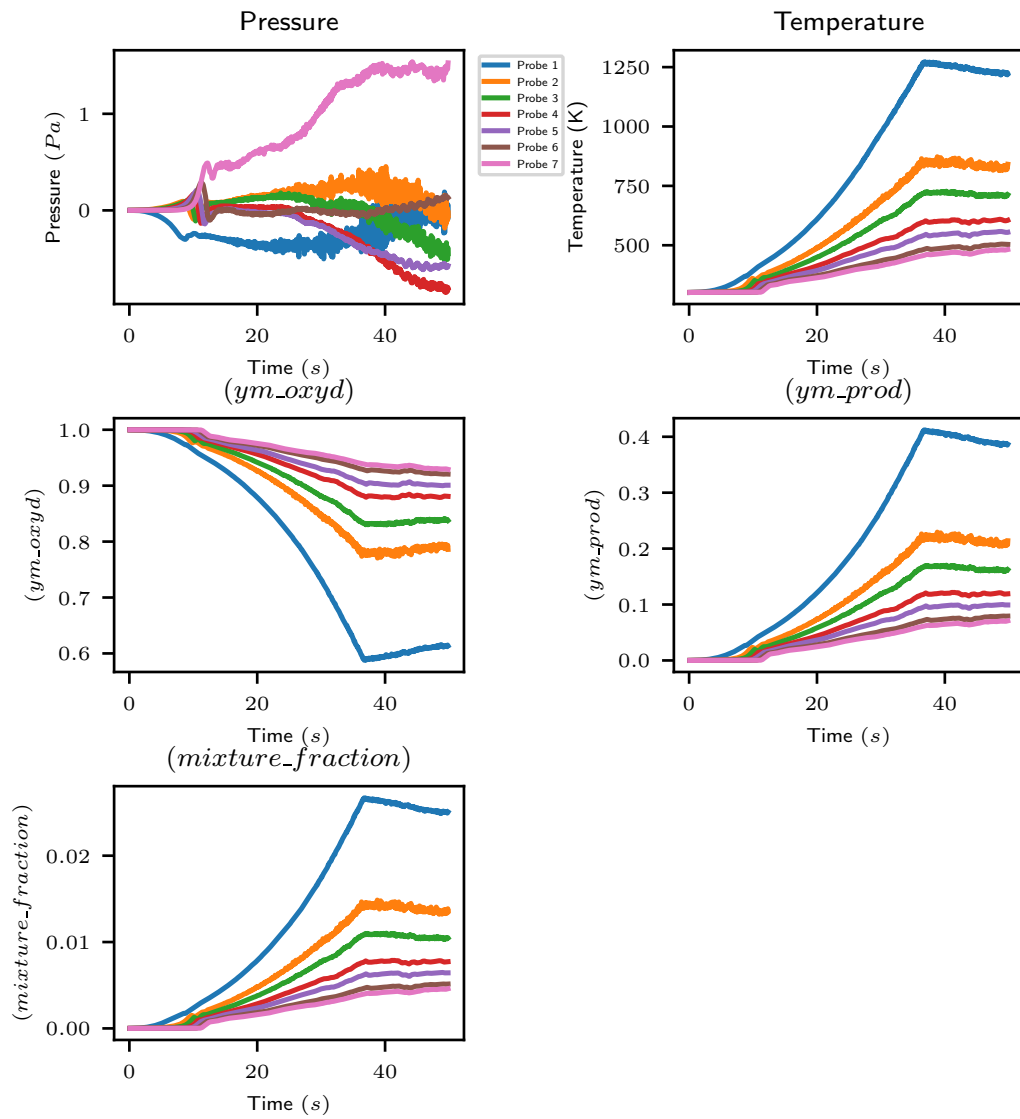 Pressure
Pressure (Pa)
1
0
0 20 40
Time (s)
Probe 1
Probe 2
Probe 3
Probe 4
Probe 5
Probe 6
Probe 7
Temperature
Temperature (K)
1250
1000
750
500
0 20 40
Time (s)
(ym_oxyd)
(ym_oxyd)
1.0
0.9
0.8
0.7
0.6
0 20 40
Time (s)
(ym_prod)
(ym_prod)
0.4
0.3
0.2
0.1
0.0
0 20 40
Time (s)
(mixture_fraction)
(mixture_fraction)
0.02
0.01
0.00
0 20 40
Time (s)